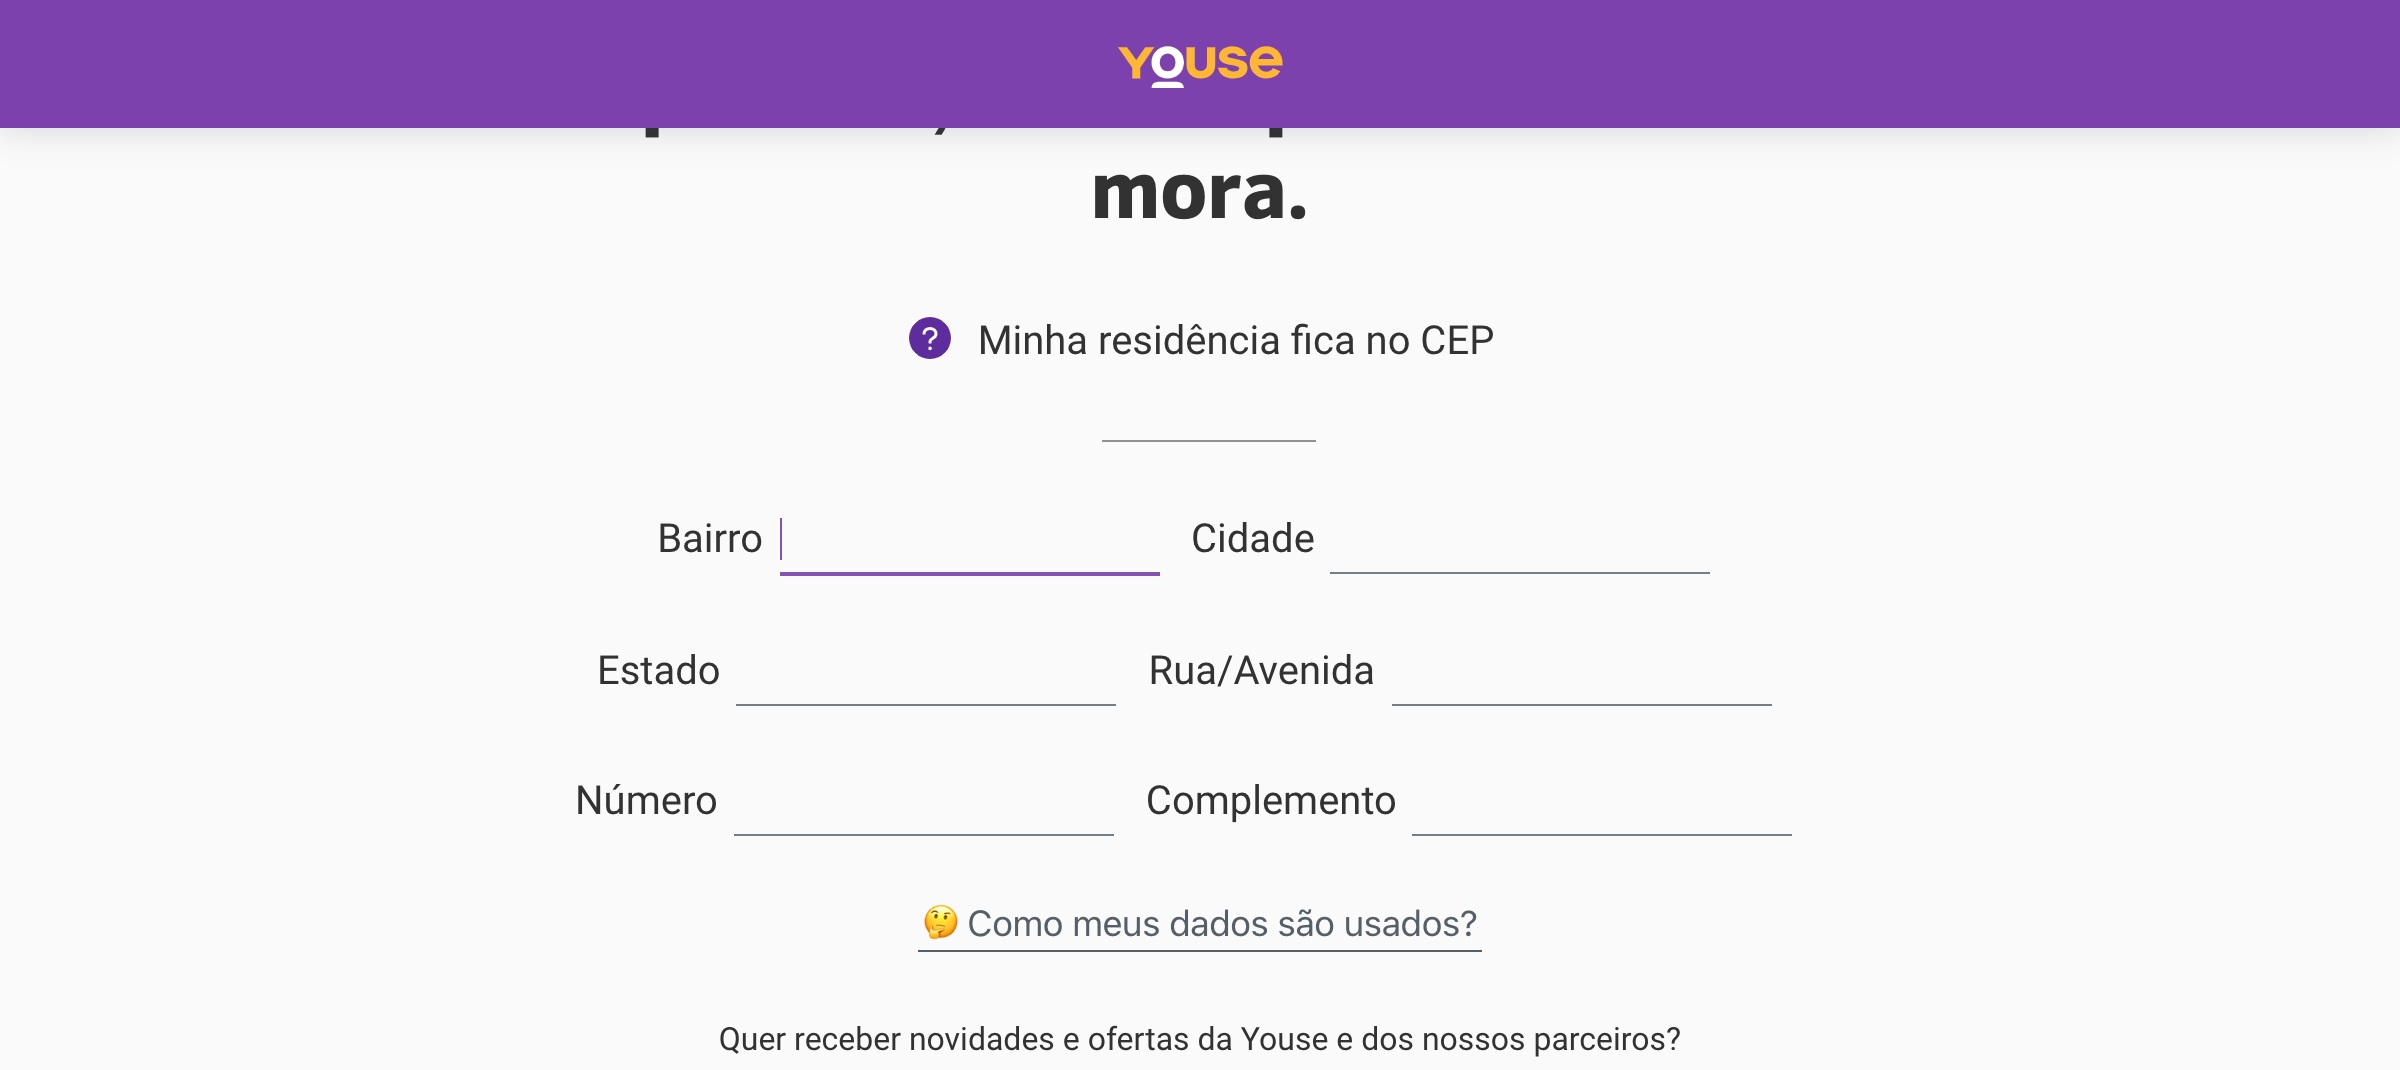 Youse
mora.
? Minha residência fica no CEP
Bairro Cidade
Estado Rua/Avenida
Número Complemento
🤔 Como meus dados são usados?
Quer receber novidades e ofertas da Youse e dos nossos parceiros?